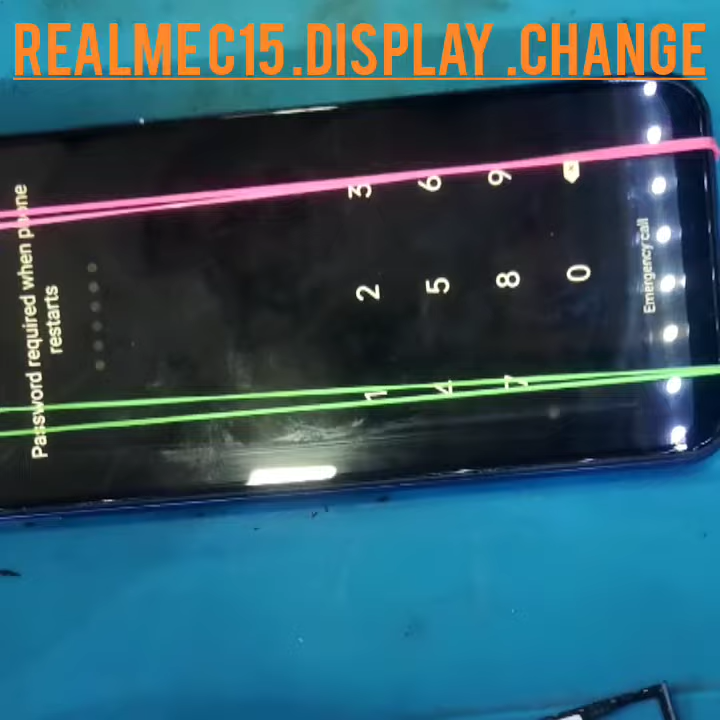 REALME C15 .DISPLAY .CHANGE
Password required when phone
restarts
1 2 3
4 5 6
7 8 9
0
Emergency call